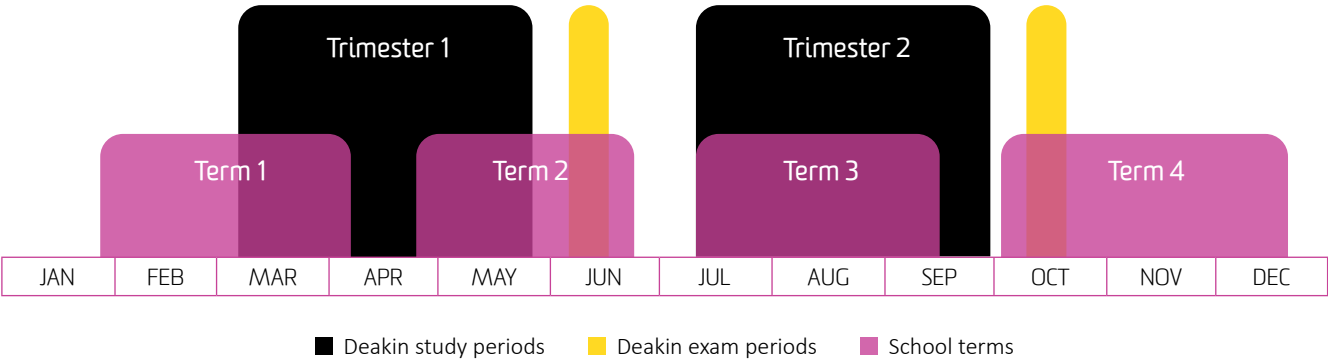 Trimester 1 Trimester 2
Term 1 Term 2 Term 3 Term 4
JAN FEB MAR APR MAY JUN JUL AUG SEP OCT NOV DEC
Deakin study periods Deakin exam periods School terms